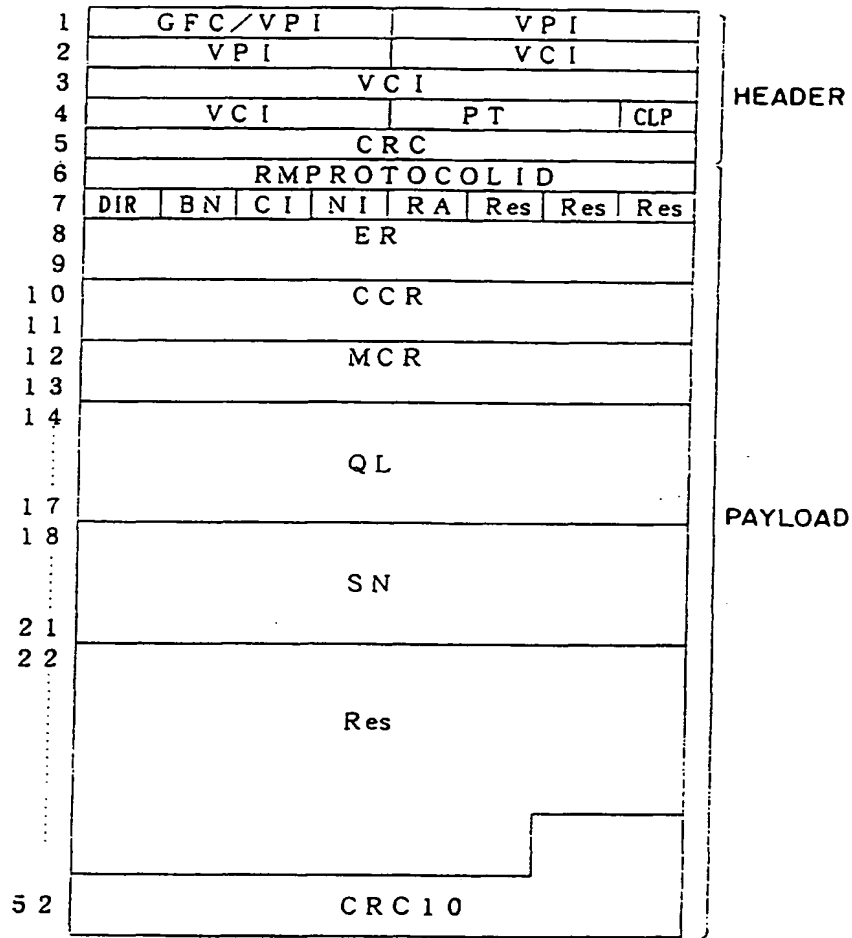 1 GFC/VPI VPI
2 VPI VCI
3 VCI
HEADER
4 VCI PT CLP
5 CRC
6 RMPROTOCOLID
7 DIR BN CI NI RA Res Res Res
8 ER
9
10 CCR
11
12 MCR
13
14
QL
17
PAYLOAD
18
SN
21
22
Res
52 CRC10